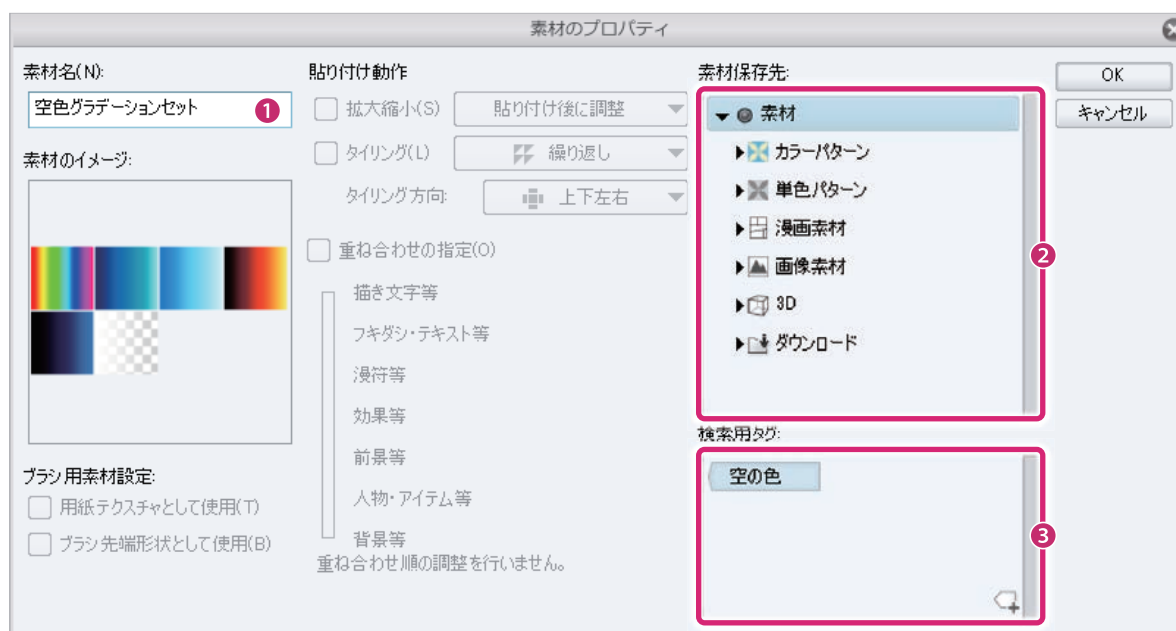 素材のプロパティ
素材名(N):
空色グラデーションセット
1
素材のイメージ:
ブラシ用素材設定:
用紙テクスチャとして使用(T)
ブラシ先端形状として使用(B)
貼り付け動作
拡大縮小(S) 貼り付け後に調整
タイリング(L) 繰り返し
タイリング方向: 上下左右
重ね合わせの指定(O)
描き文字等
フキダシ・テキスト等
漫符等
効果等
前景等
人物・アイテム等
背景等
重ね合わせ順の調整を行いません。
素材保存先:
素材
カラーパターン
単色パターン
漫画素材
画像素材
3D
ダウンロード
2
検索用タグ:
空の色
3
OK
キャンセル